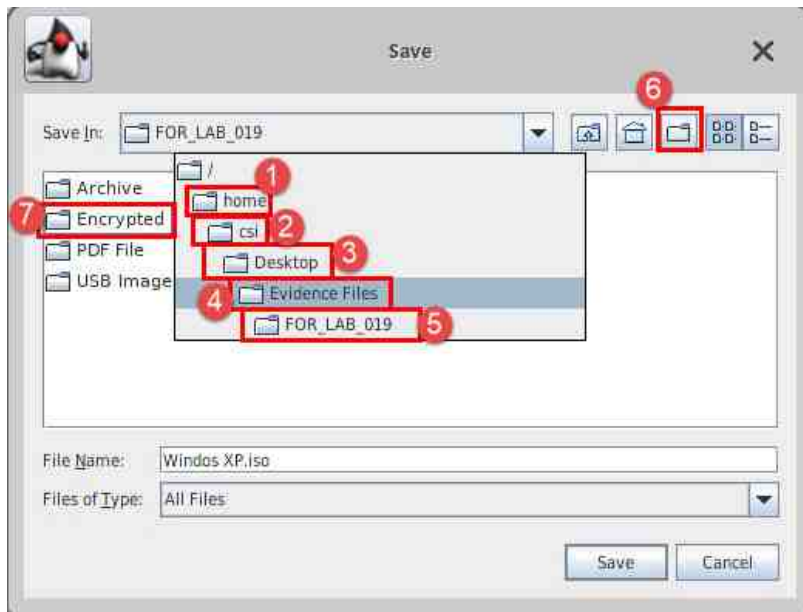 Save
6
Save In: FOR_LAB_019
/
1
home
Archive
7
Encrypted
csi
2
PDF File
Desktop
3
USB Image
4
Evidence Files
FOR_LAB_019
5
File Name: Windos XP.iso
Files of Type: All Files
Save
Cancel